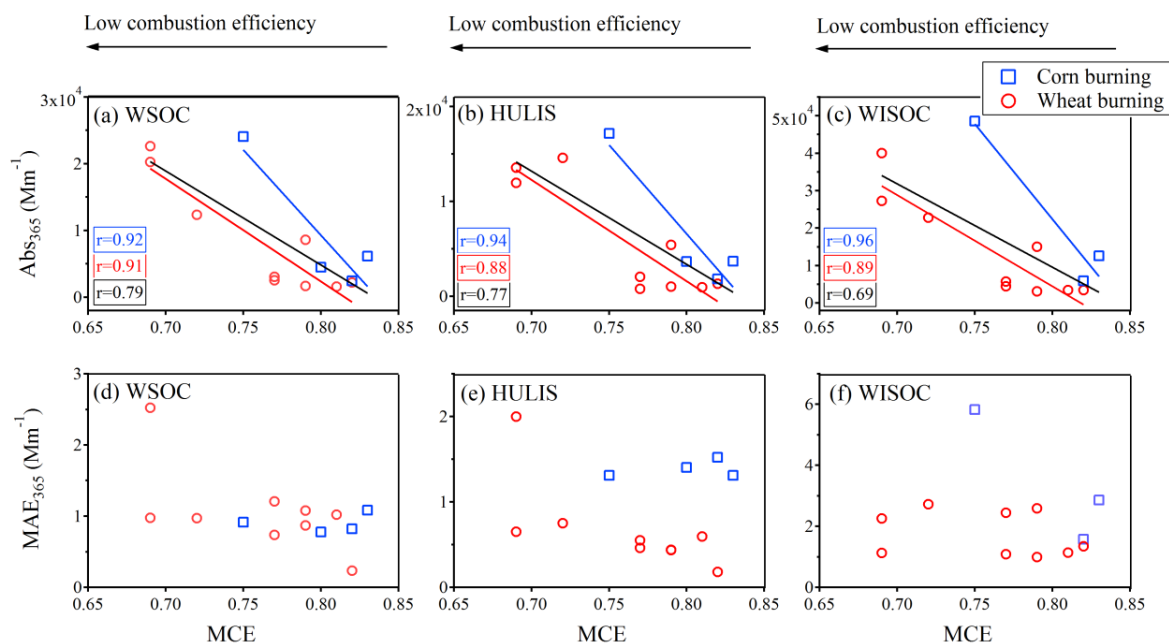 Low combustion efficiency
Low combustion efficiency
Low combustion efficiency
Corn burning
Wheat burning
3x10⁴
2
1
0
(a) WSOC
r=0.92
r=0.91
r=0.79
0.65 0.70 0.75 0.80 0.85
Abs₃₆₅ (Mm⁻¹)
2x10⁴
1
0
(b) HULIS
r=0.94
r=0.88
r=0.77
0.65 0.70 0.75 0.80 0.85
5x10⁴
4
3
2
1
0
(c) WISOC
r=0.96
r=0.89
r=0.69
0.65 0.70 0.75 0.80 0.85
3
2
1
0
(d) WSOC
0.65 0.70 0.75 0.80 0.85
MAE₃₆₅ (Mm⁻¹)
MCE
2
1
0
(e) HULIS
0.65 0.70 0.75 0.80 0.85
MCE
6
4
2
0
(f) WISOC
0.65 0.70 0.75 0.80 0.85
MCE